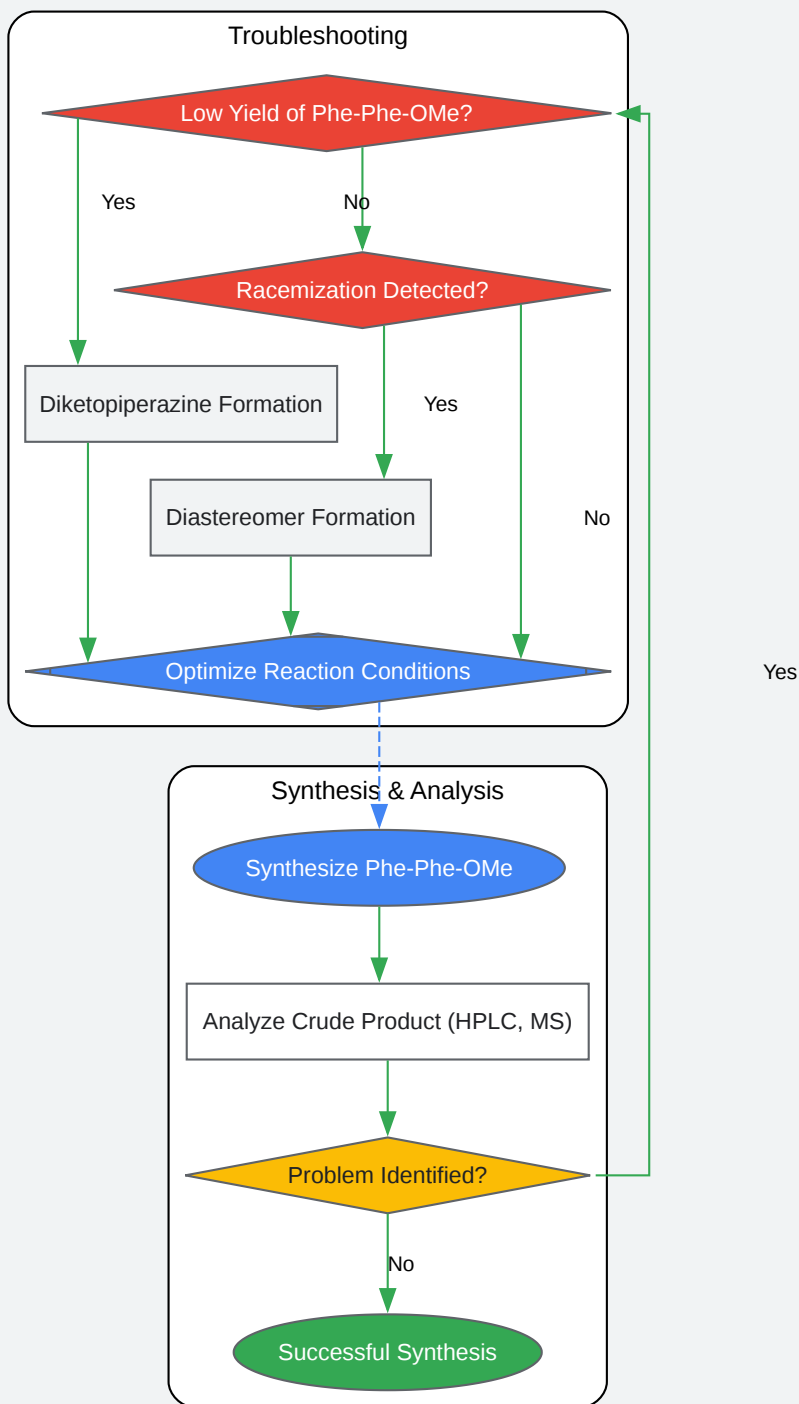 Troubleshooting
Low Yield of Phe-Phe-OMe?
Yes
No
Racemization Detected?
Diketopiperazine Formation
Yes
Diastereomer Formation
No
Optimize Reaction Conditions
Yes
Synthesis & Analysis
Synthesize Phe-Phe-OMe
Analyze Crude Product (HPLC, MS)
Problem Identified?
No
Successful Synthesis